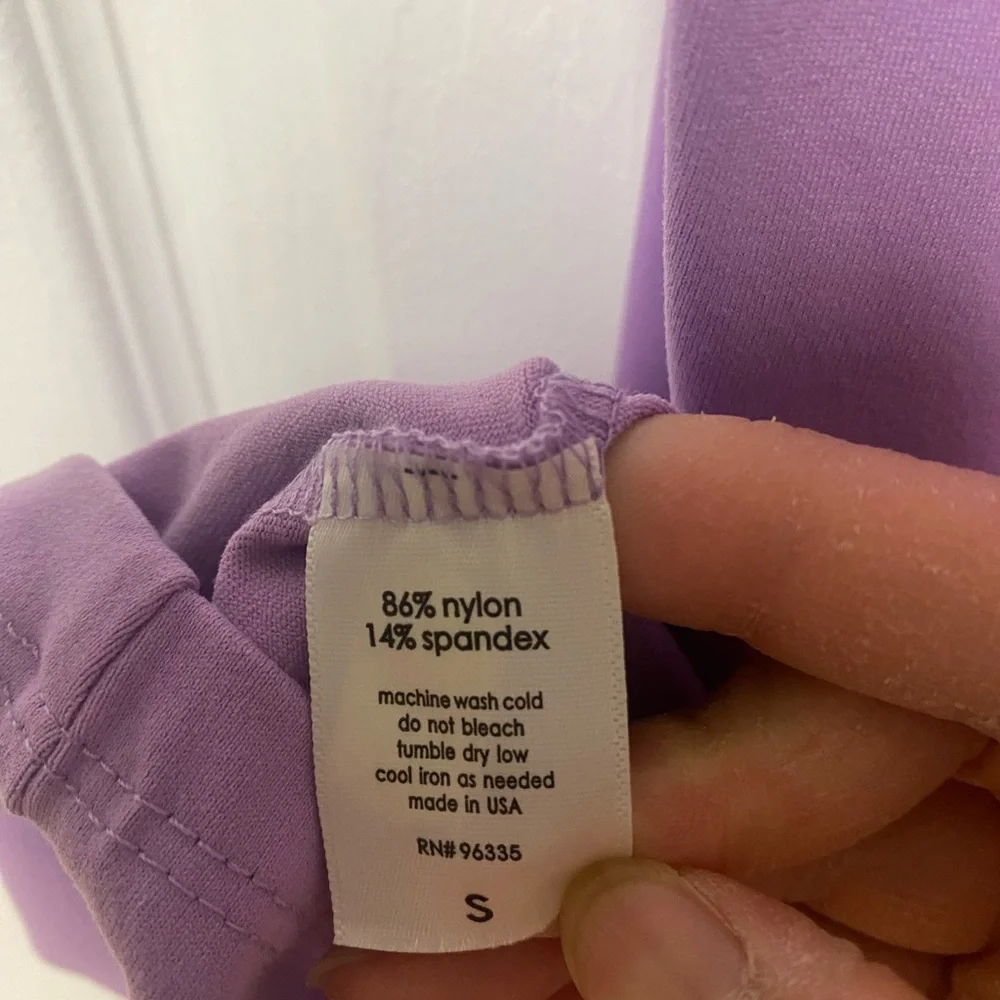 86% nylon
14% spandex
machine wash cold
do not bleach
tumble dry low
cool iron as needed
made in USA
RN# 96335
S